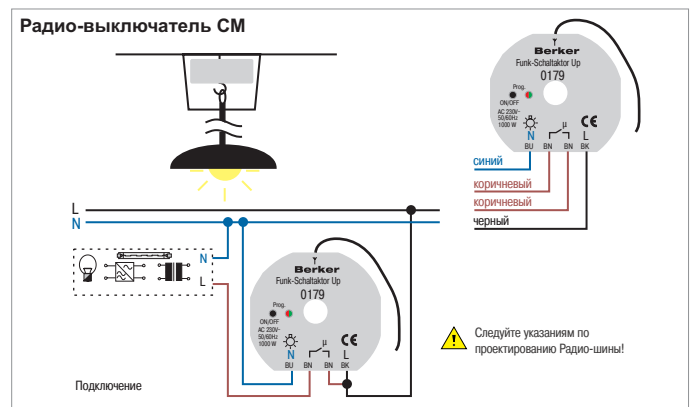 Радио-выключатель СМ
Berker
Funk-Schaltaktor Up
0179
Prog.
ON/OFF
AC 230V~
50/60Hz
1000 W
µ
N
L
BU BN BN BK
синий
коричневый
коричневый
черный
L
N
N
L
Berker
Funk-Schaltaktor Up
0179
Prog.
ON/OFF
AC 230V~
50/60Hz
1000 W
µ
N
L
BU BN BN BK
Следуйте указаниям по
проектированию Радио-шины!
Подключение